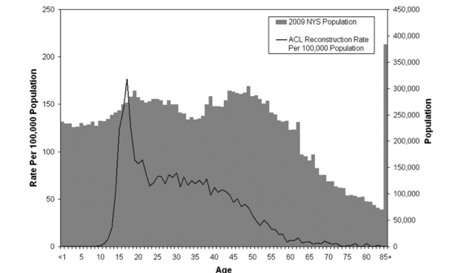 250
200
150
100
50
0
Rate Per 100,000 Population
2009 NYS Population
ACL Reconstruction Rate
Per 100,000 Population
450,000
400,000
350,000
300,000
250,000
200,000
150,000
100,000
50,000
0
Population
<1 5 10 15 20 25 30 35 40 45 50 55 60 65 70 75 80 85+
Age